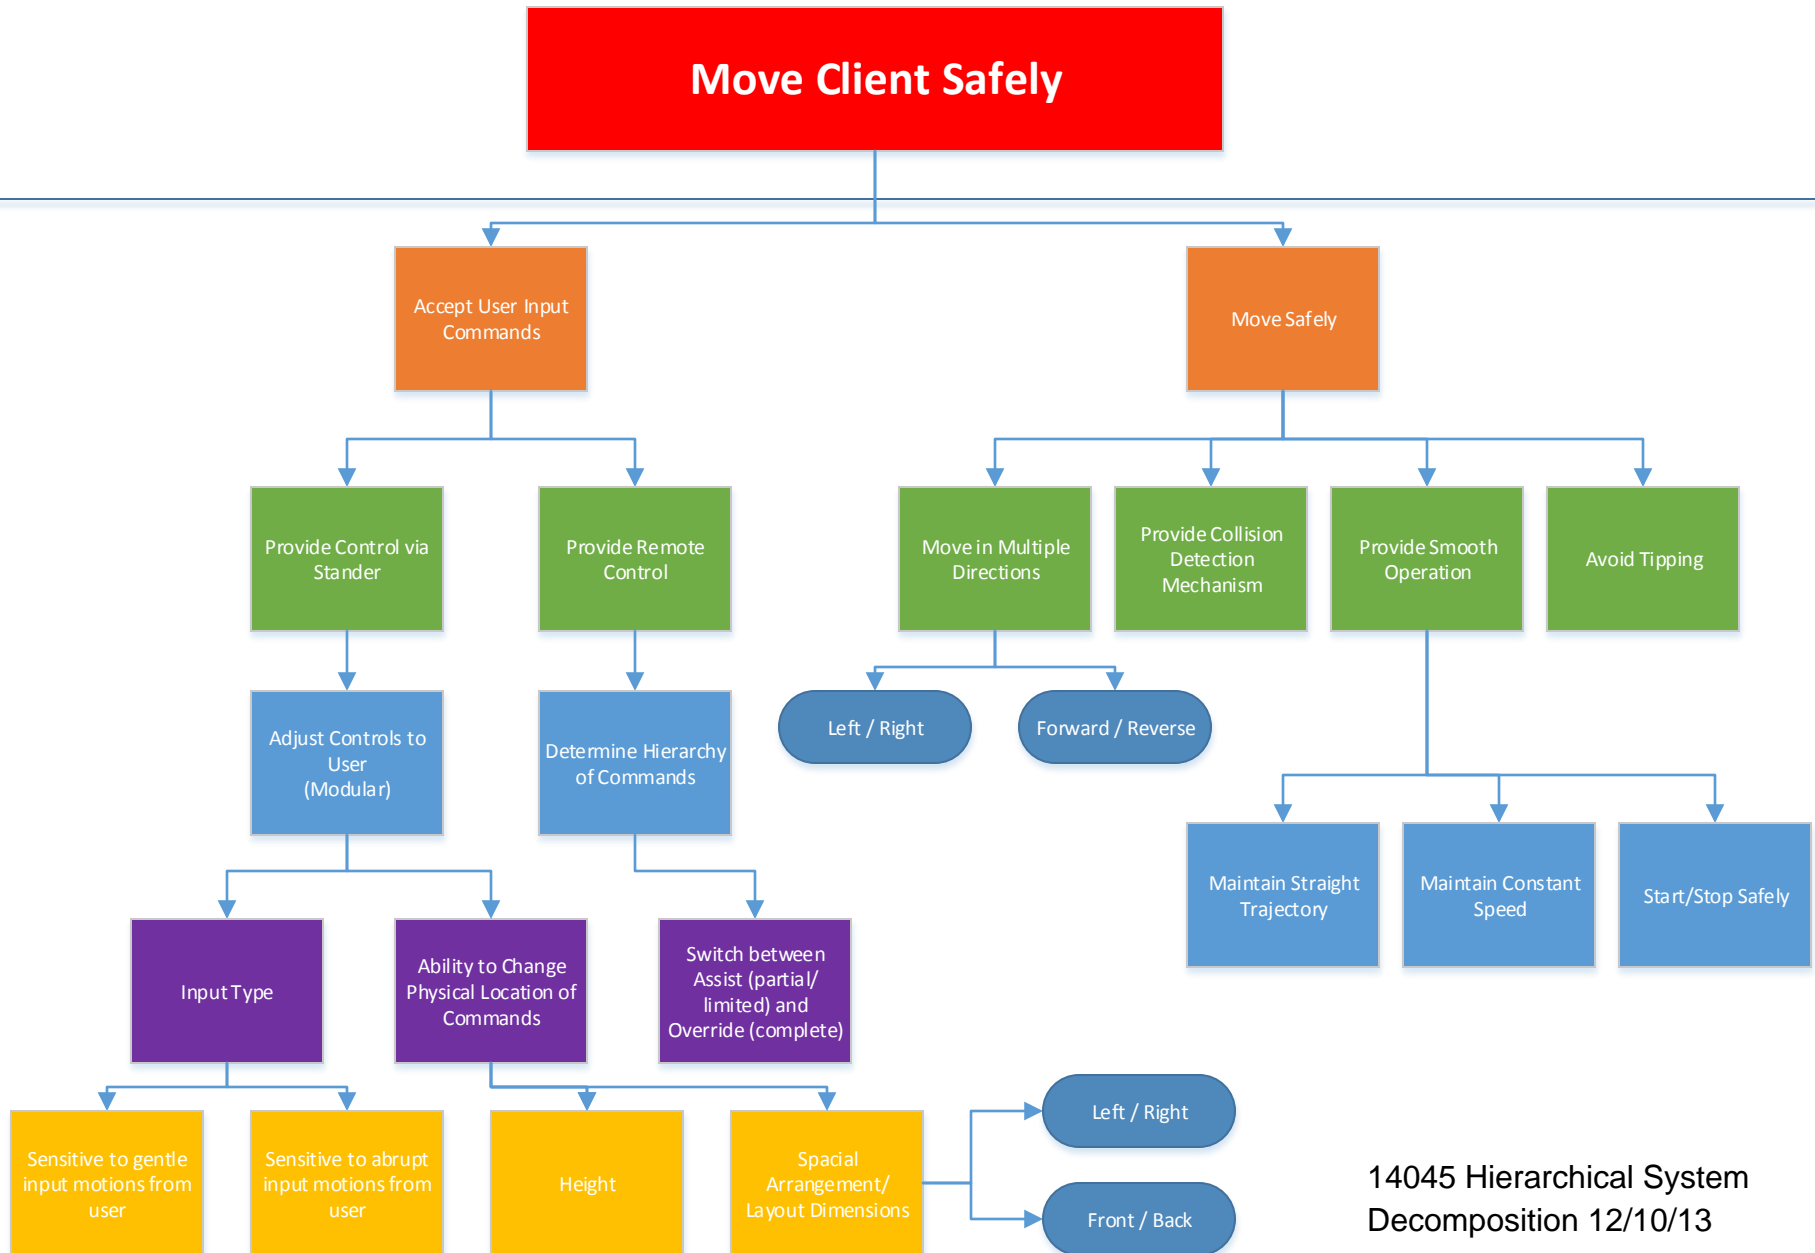 Move Client Safely
Accept User Input
Commands
Move Safely
Provide Control via
Stander
Provide Remote
Control
Move in Multiple
Directions
Provide Collision
Detection
Mechanism
Provide Smooth
Operation
Avoid Tipping
Adjust Controls to
User
(Modular)
Determine Hierarchy
of Commands
Left / Right
Forward / Reverse
Maintain Straight
Trajectory
Maintain Constant
Speed
Start/Stop Safely
Input Type
Ability to Change
Physical Location of
Commands
Switch between
Assist (partial/
limited) and
Override (complete)
Sensitive to gentle
input motions from
user
Sensitive to abrupt
input motions from
user
Height
Spacial
Arrangement/
Layout Dimensions
Left / Right
Front / Back
14045 Hierarchical System
Decomposition 12/10/13